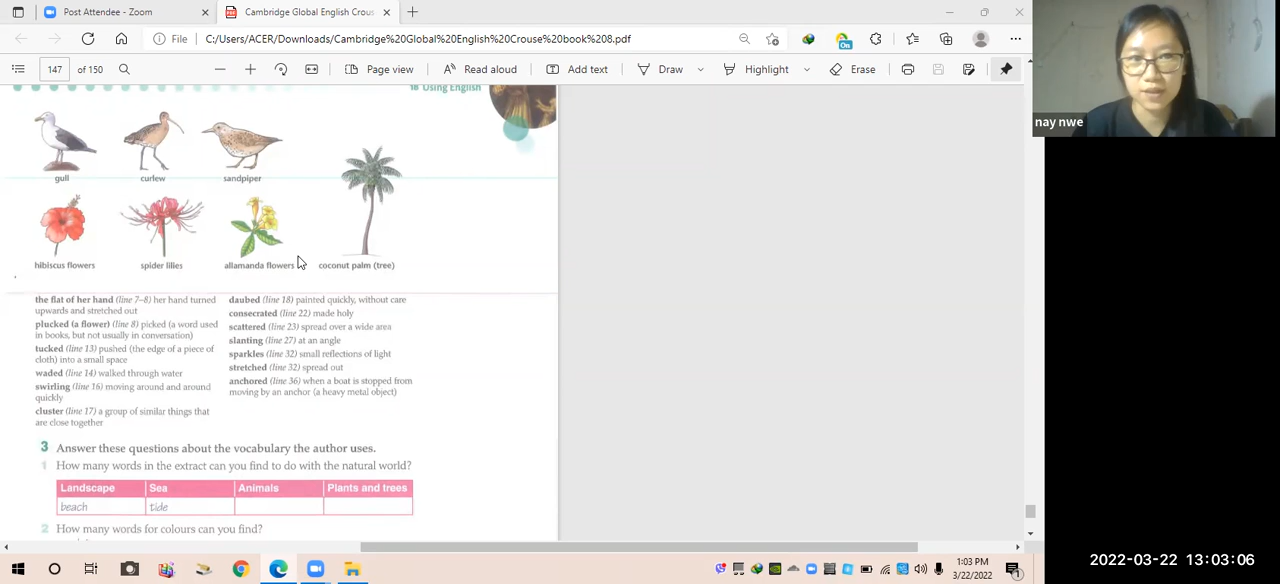 Post Attendee - Zoom
Cambridge Global English Crous
File
C:/Users/ACER/Downloads/Cambridge%20Global%20English%20Crouse%20book%208.pdf
On
147 of 150
Page view
Read aloud
Add text
Draw
Highlight
Erase
nay nwe
18 Using English
gull
curlew
sandpiper
hibiscus flowers
spider lilies
allamanda flowers
coconut palm (tree)
the flat of her hand (line 7–8) her hand turned
upwards and stretched out
plucked (a flower) (line 8) picked (a word used
in books, but not usually in conversation)
tucked (line 13) pushed (the edge of a piece of
cloth) into a small space
waded (line 14) walked through water
swirling (line 16) moving around and around
quickly
cluster (line 17) a group of similar things that
are close together
daubed (line 18) painted quickly, without care
consecrated (line 22) made holy
scattered (line 23) spread over a wide area
slanting (line 27) at an angle
sparkles (line 32) small reflections of light
stretched (line 32) spread out
anchored (line 36) when a boat is stopped from
moving by an anchor (a heavy metal object)
3 Answer these questions about the vocabulary the author uses.
1 How many words in the extract can you find to do with the natural world?
Landscape Sea Animals Plants and trees
beach tide
2 How many words for colours can you find?
1:03 PM
3/22/2022
2022-03-22 13:03:06